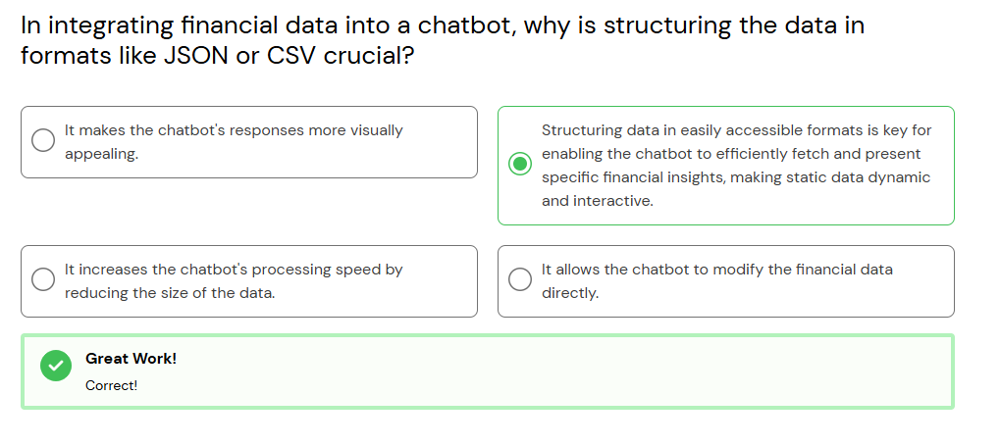 In integrating financial data into a chatbot, why is structuring the data in
formats like JSON or CSV crucial?
It makes the chatbot's responses more visually
appealing.
Structuring data in easily accessible formats is key for
enabling the chatbot to efficiently fetch and present
specific financial insights, making static data dynamic
and interactive.
It increases the chatbot's processing speed by
reducing the size of the data.
It allows the chatbot to modify the financial data
directly.
Great Work!
Correct!